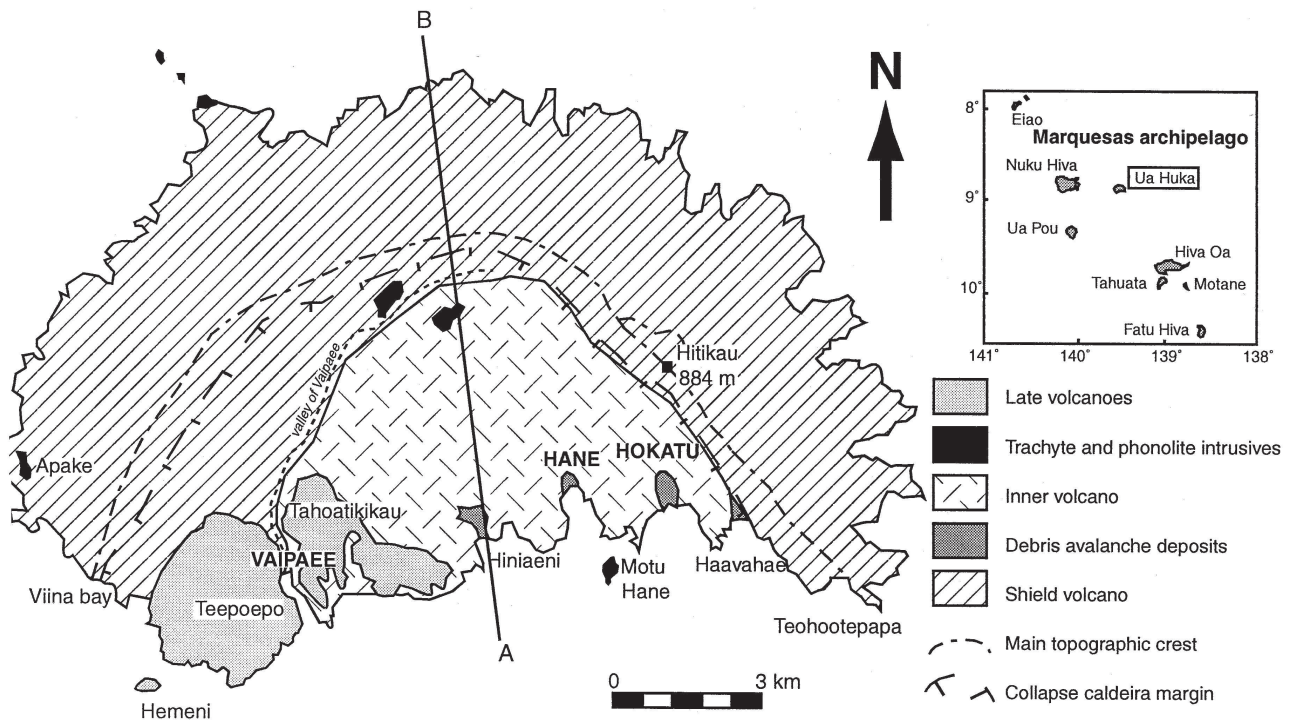 B
N
8˚
Eiao
Marquesas archipelago
Nuku Hiva
Ua Huka
9˚
Ua Pou
Hiva Oa
Tahuata
Motane
10˚
Fatu Hiva
141˚
140˚
139˚
138˚
Hitikau
884 m
valley of Vaipaee
Apake
HANE
HOKATU
Tahoatikikau
VAIPAEE
Hiniaeni
Motu
Hane
Haavahae
Viina bay
Teepoepo
Teohootepapa
A
Hemeni
0
3 km
Late volcanoes
Trachyte and phonolite intrusives
Inner volcano
Debris avalanche deposits
Shield volcano
Main topographic crest
Collapse caldeira margin